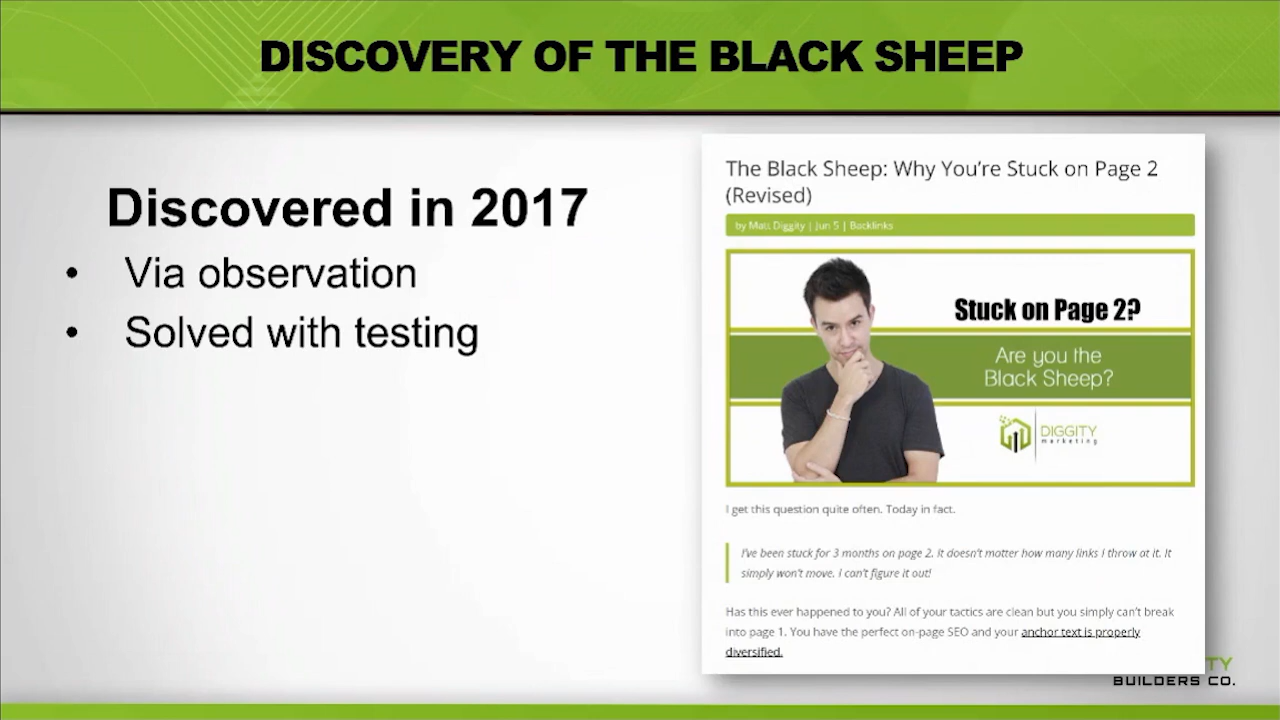 DISCOVERY OF THE BLACK SHEEP
Discovered in 2017
• Via observation
• Solved with testing
The Black Sheep: Why You're Stuck on Page 2
(Revised)
by Matt Diggity | Jun 5 | Backlinks
Stuck on Page 2?
Are you the
Black Sheep?
DIGGITY
marketing
I get this question quite often. Today in fact.
I've been stuck for 3 months on page 2. It doesn't matter how many links I throw at it. It
simply won't move. I can't figure it out!
Has this ever happened to you? All of your tactics are clean but you simply can't break
into page 1. You have the perfect on-page SEO and your anchor text is properly
diversified.
TY
BUILDERS CO.